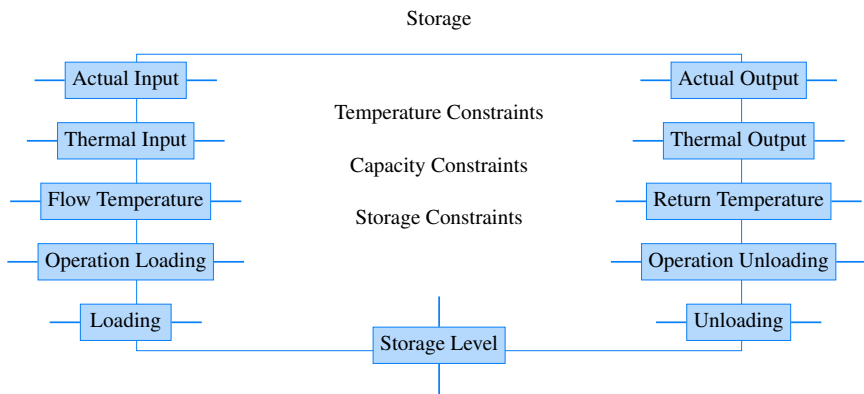 Storage
Actual Input
Actual Output
Temperature Constraints
Thermal Input
Thermal Output
Capacity Constraints
Flow Temperature
Return Temperature
Storage Constraints
Operation Loading
Operation Unloading
Loading
Unloading
Storage Level